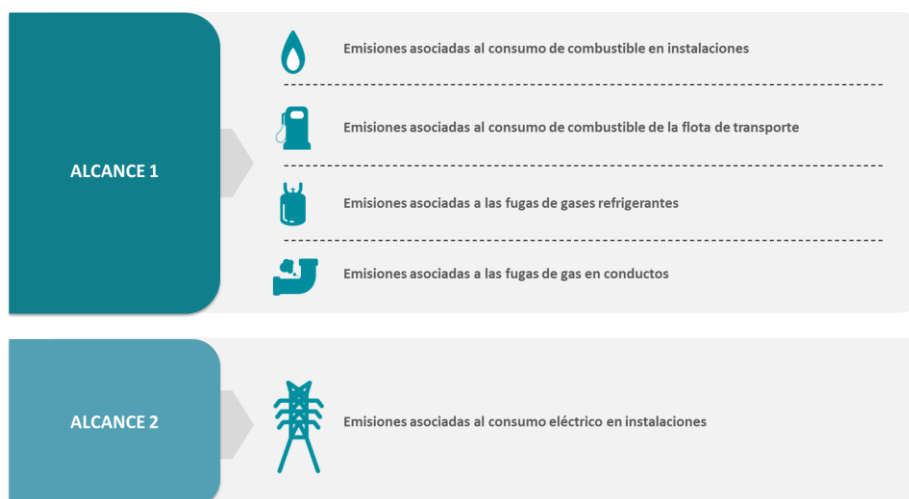 ALCANCE 1
Emisiones asociadas al consumo de combustible en instalaciones
Emisiones asociadas al consumo de combustible de la flota de transporte
Emisiones asociadas a las fugas de gases refrigerantes
Emisiones asociadas a las fugas de gas en conductos
ALCANCE 2
Emisiones asociadas al consumo eléctrico en instalaciones